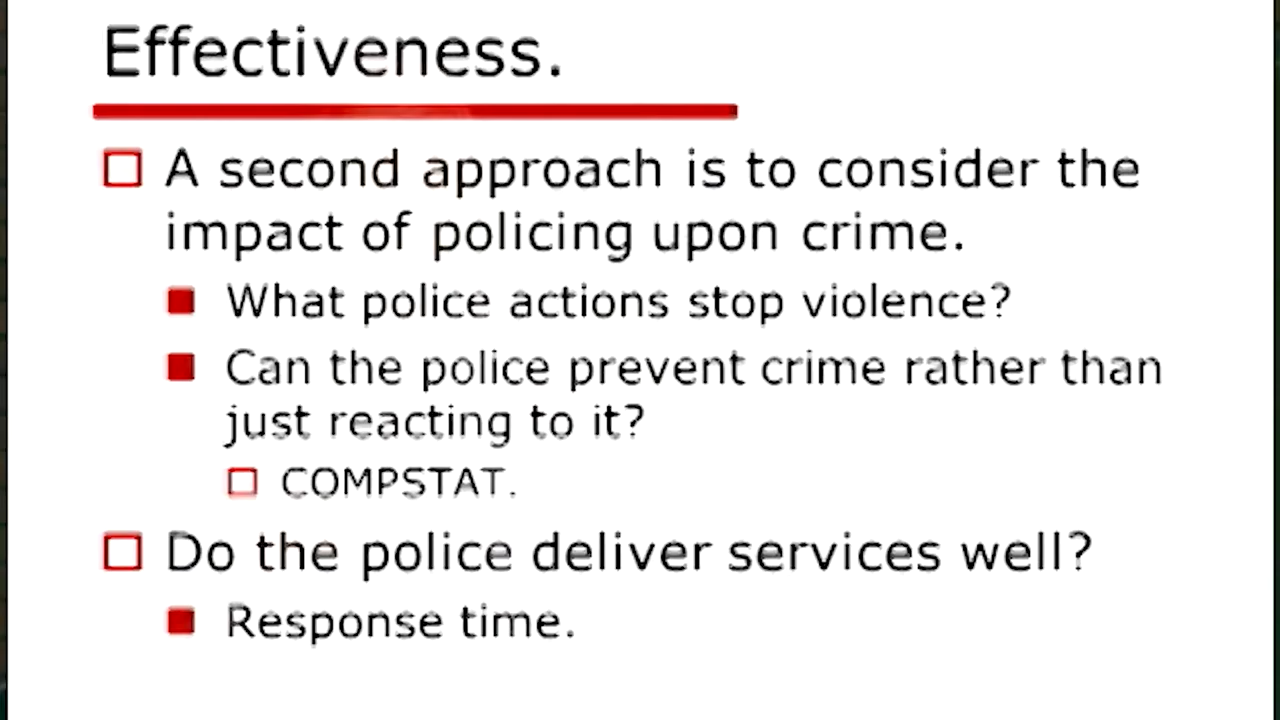 Effectiveness.
A second approach is to consider the
impact of policing upon crime.
What police actions stop violence?
Can the police prevent crime rather than
just reacting to it?
COMPSTAT.
Do the police deliver services well?
Response time.